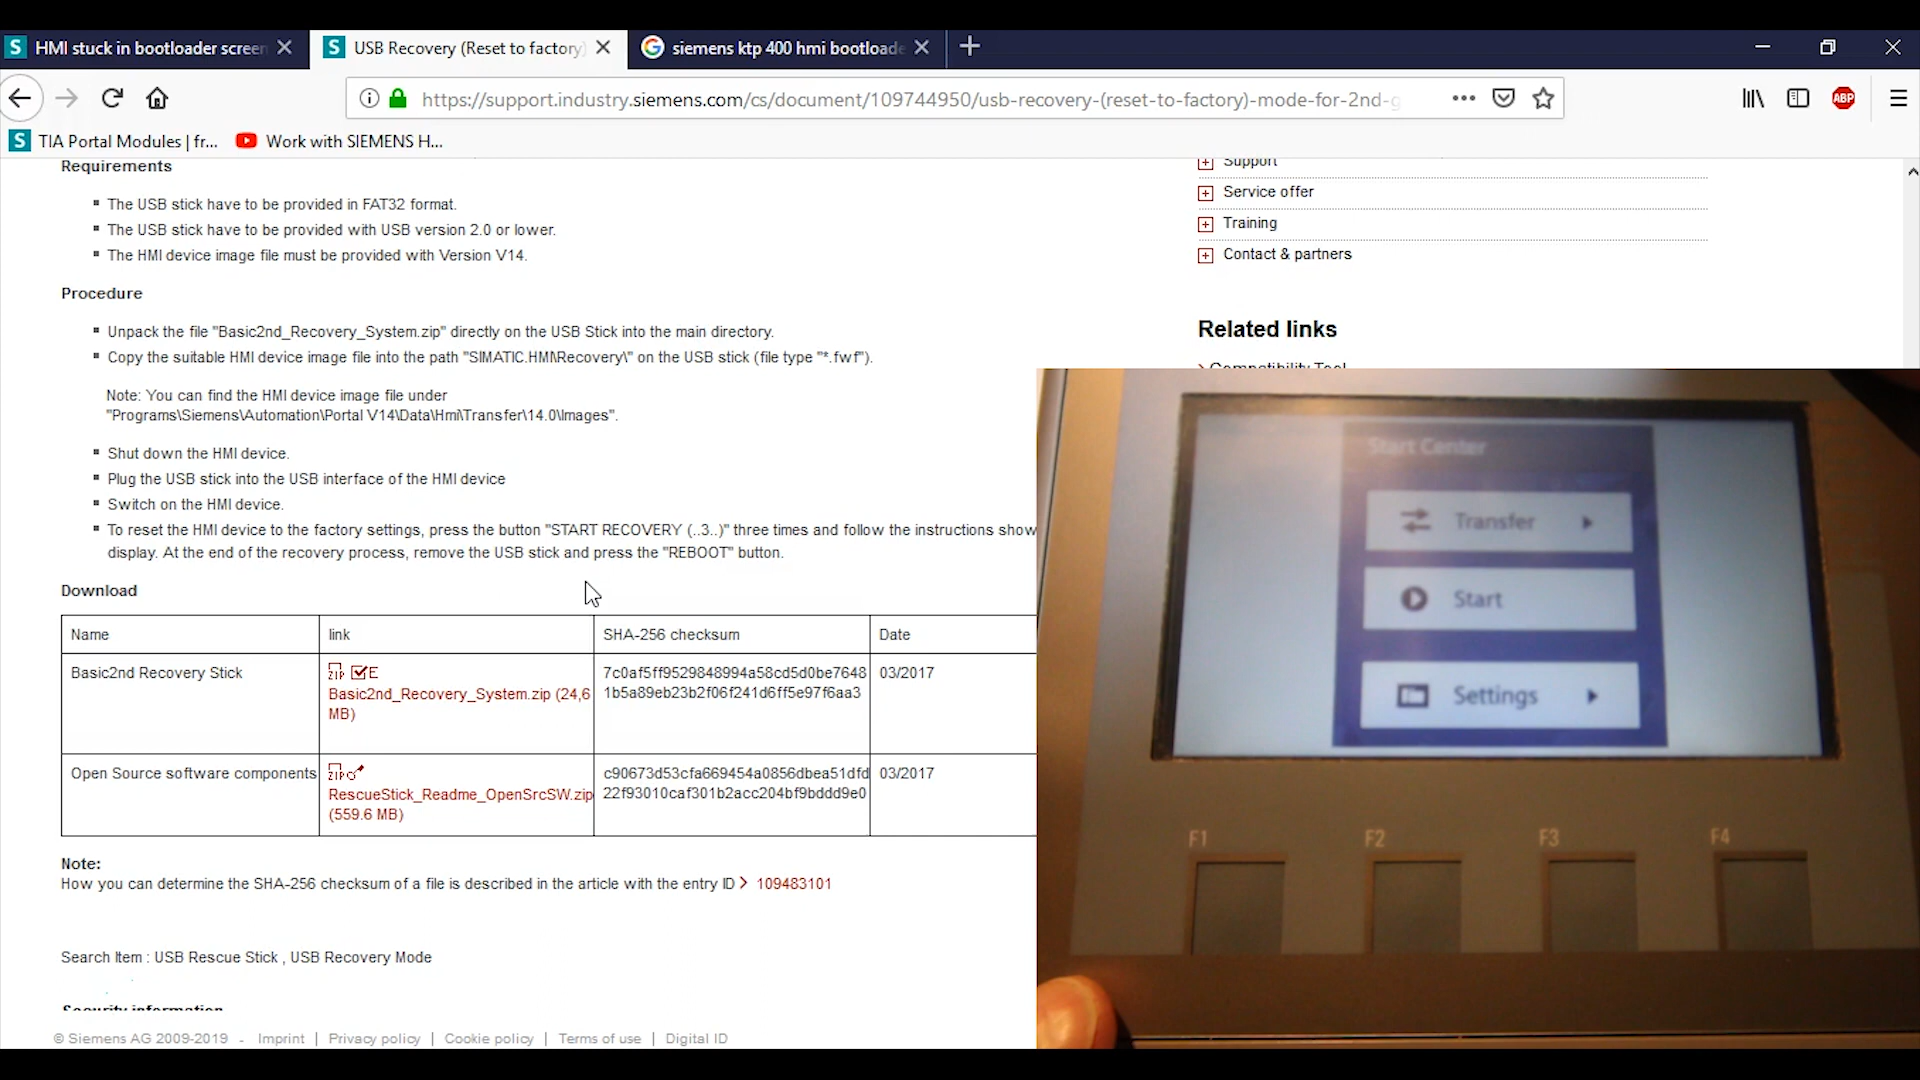 HMI stuck in bootloader screen
USB Recovery (Reset to factory)
siemens ktp 400 hmi bootloade
https://support.industry.siemens.com/cs/document/109744950/usb-recovery-(reset-to-factory)-mode-for-2nd-g
ABP
TIA Portal Modules | fr...
Work with SIEMENS H...
Requirements
The USB stick have to be provided in FAT32 format.
The USB stick have to be provided with USB version 2.0 or lower.
The HMI device image file must be provided with Version V14.
Procedure
Unpack the file "Basic2nd_Recovery_System.zip" directly on the USB Stick into the main directory.
Copy the suitable HMI device image file into the path "SIMATIC.HMI\Recovery\" on the USB stick (file type "*.fwf").
Note: You can find the HMI device image file under
"Programs\Siemens\Automation\Portal V14\Data\Hmi\Transfer\14.0\Images".
Shut down the HMI device.
Plug the USB stick into the USB interface of the HMI device
Switch on the HMI device.
To reset the HMI device to the factory settings, press the button "START RECOVERY (..3..)" three times and follow the instructions show
display. At the end of the recovery process, remove the USB stick and press the "REBOOT" button.
Download
Name link SHA-256 checksum Date
Basic2nd Recovery Stick
ZIP E
Basic2nd_Recovery_System.zip (24,6
MB)
7c0af5ff9529848994a58cd5d0be7648
1b5a89eb23b2f06f241d6ff5e97f6aa3
03/2017
Open Source software components
ZIP
RescueStick_Readme_OpenSrcSW.zip
(559.6 MB)
c90673d53cfa669454a0856dbea51dfd
22f93010caf301b2acc204bf9bddd9e0
03/2017
Note:
How you can determine the SHA-256 checksum of a file is described in the article with the entry ID > 109483101
Search Item : USB Rescue Stick , USB Recovery Mode
Security information
© Siemens AG 2009-2019 - Imprint | Privacy policy | Cookie policy | Terms of use | Digital ID
Support
Service offer
Training
Contact & partners
Related links
Compatibility Tool
Start Center
Transfer
Start
Settings
F1 F2 F3 F4